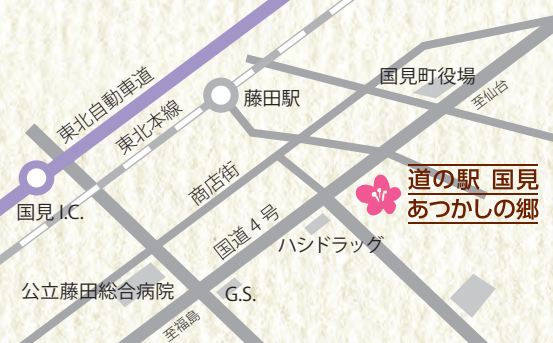 国見町役場
至仙台
東北自動車道
藤田駅
東北本線
商店街
道の駅 国見
あつかしの郷
国見 I.C.
国道4号
ハシドラッグ
公立藤田総合病院
G.S.
至福島